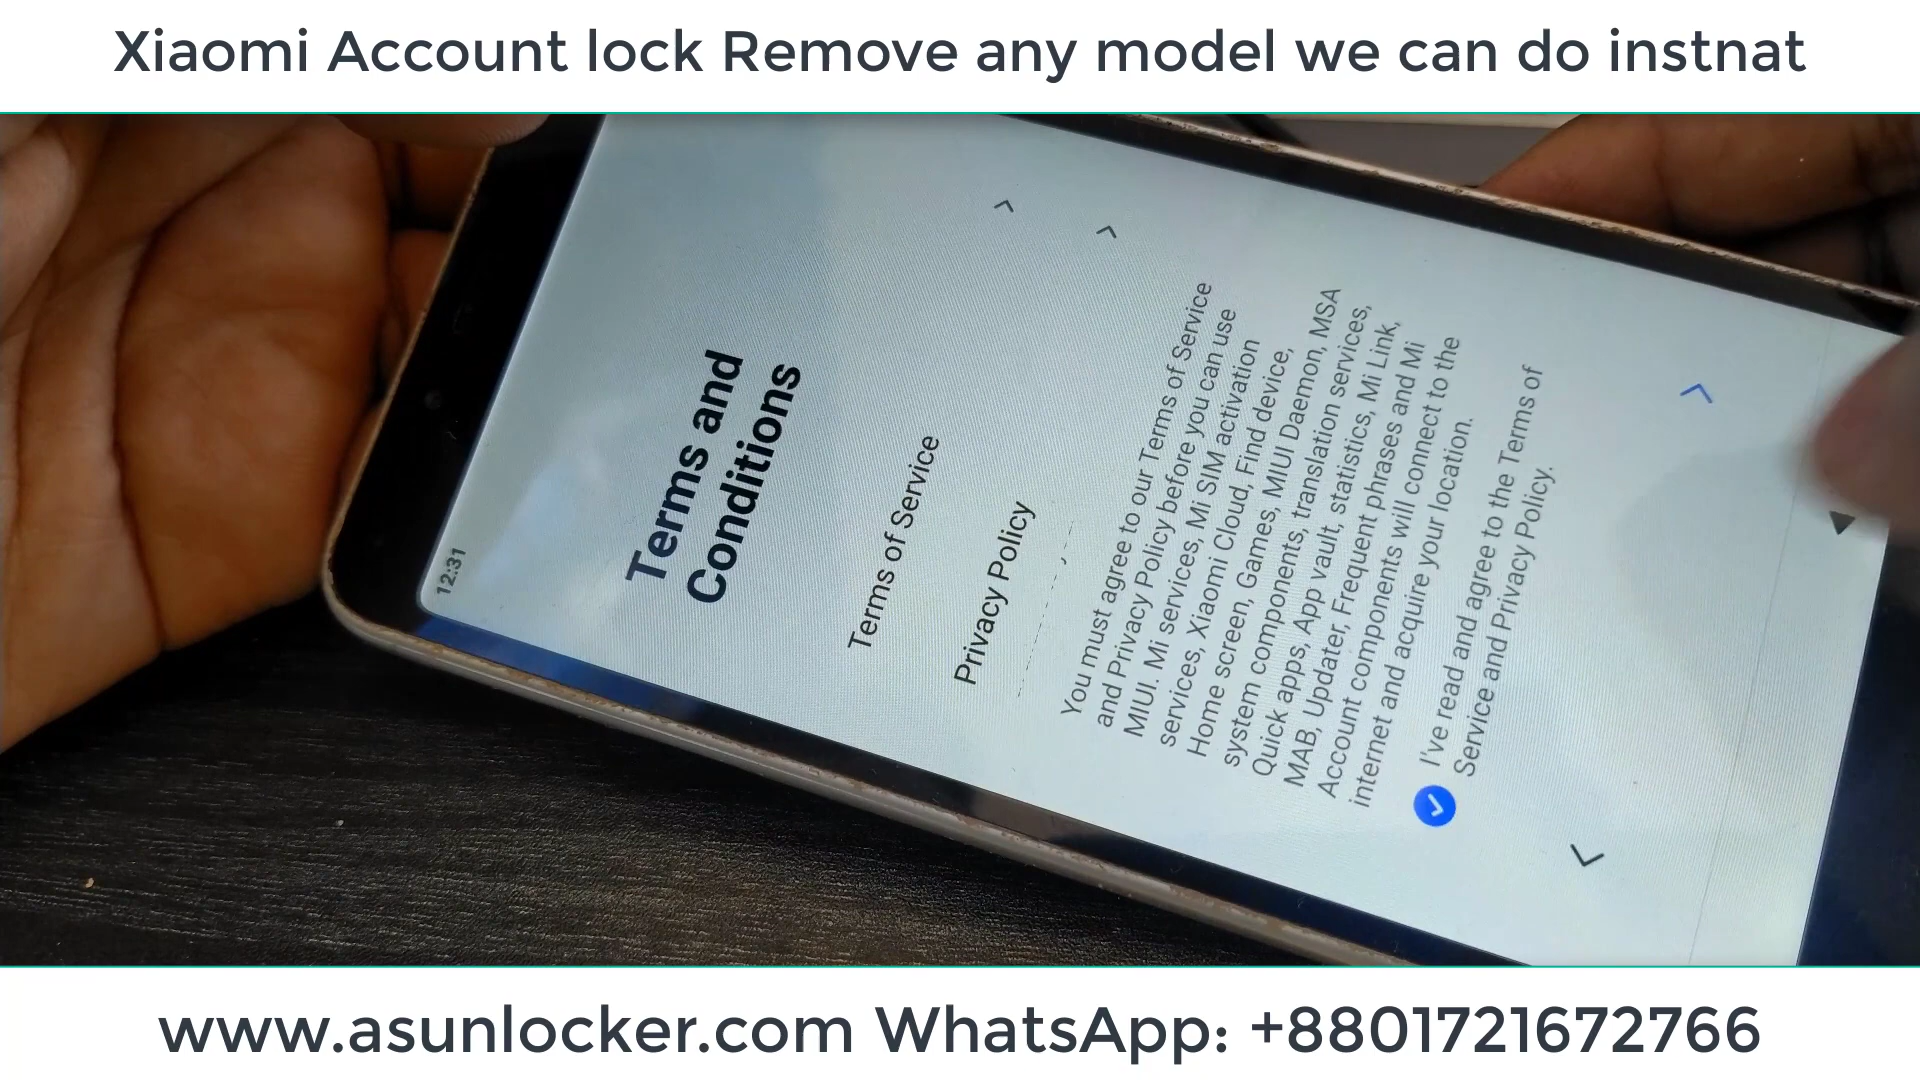 Xiaomi Account lock Remove any model we can do instnat
12:31
Terms and
Conditions
Terms of Service
Privacy Policy
You must agree to our Terms of Service
and Privacy Policy before you can use
MIUI. Mi services, Mi SIM activation
services, Xiaomi Cloud, Find device,
Home screen, Games, MIUI Daemon, MSA
system components, translation services,
Quick apps, App vault, statistics, Mi Link,
MAB, Updater, Frequent phrases and Mi
Account components will connect to the
internet and acquire your location.
I've read and agree to the Terms of
Service and Privacy Policy.
www.asunlocker.com WhatsApp: +8801721672766